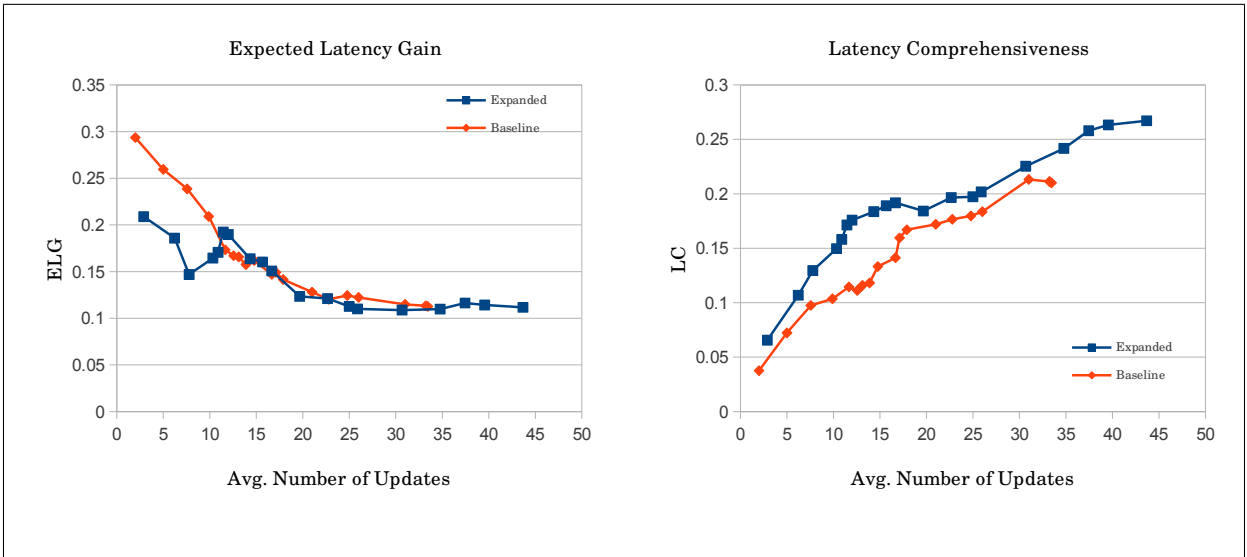 Expected Latency Gain
0.35
0.3
0.25
0.2
0.15
0.1
0.05
0
ELG
Expanded
Baseline
0 5 10 15 20 25 30 35 40 45 50
Avg. Number of Updates
Latency Comprehensiveness
0.3
0.25
0.2
0.15
0.1
0.05
0
LC
Expanded
Baseline
0 5 10 15 20 25 30 35 40 45 50
Avg. Number of Updates